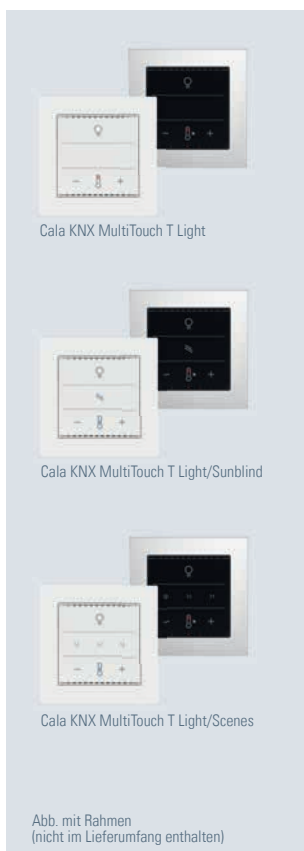 Cala KNX MultiTouch T Light
Cala KNX MultiTouch T Light/Sunblind
Cala KNX MultiTouch T Light/Scenes
Abb. mit Rahmen
(nicht im Lieferumfang enthalten)